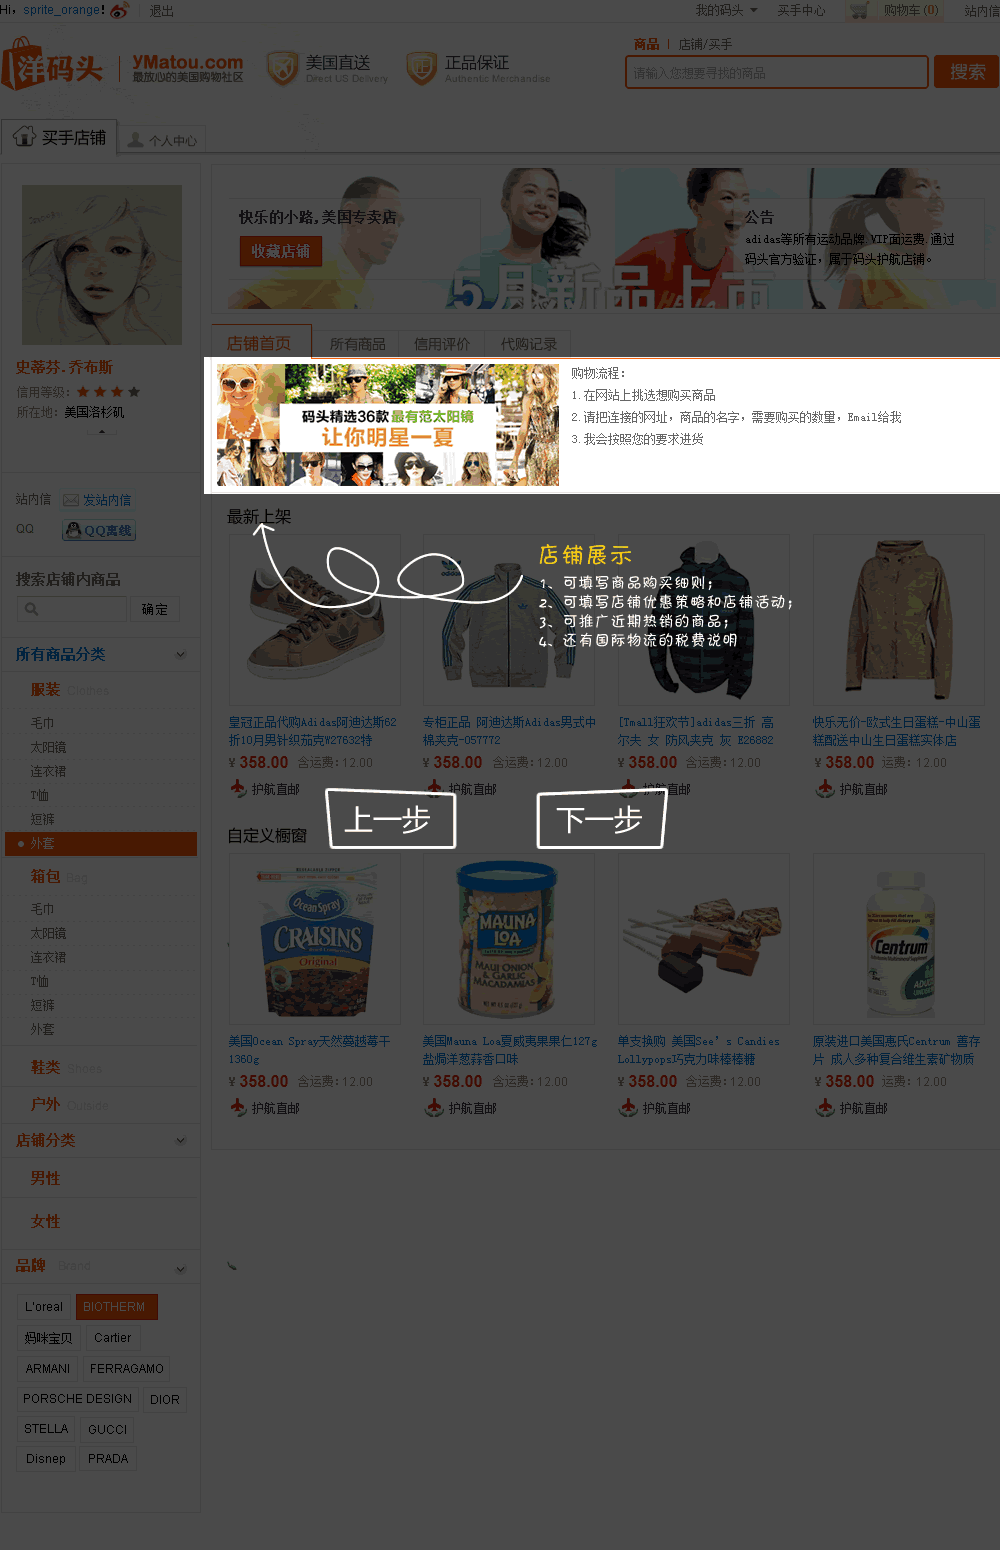 Hi，sprite_orange! 退出
我的码头 买手中心 购物车 (0) 站内信
洋码头 YMatou.com
最放心的美国购物社区
美国直送
Direct US Delivery
正品保证
Authentic Merchandise
商品 | 店铺/买手
请输入您想要寻找的商品 搜索
买手店铺 个人中心
快乐的小路,美国专卖店
收藏店铺
公告
adidas等所有运动品牌 VIP面运费.通过
码头官方验证，属于码头护航店铺。
5月新品上市
史蒂芬.乔布斯
信用等级：
所在地：美国洛杉矶
店铺首页 所有商品 信用评价 代购记录
码头精选36款 最有范太阳镜
让你明星一夏
购物流程：
1.在网站上挑选想购买商品
2.请把连接的网址，商品的名字，需要购买的数量，Email给我
3.我会按照您的要求进货
站内信 发站内信
QQ QQ离线
搜索店铺内商品
确定
所有商品分类
服装 Clothes
毛巾
太阳镜
连衣裙
T恤
短裤
外套
箱包 Bag
毛巾
太阳镜
连衣裙
T恤
短裤
外套
鞋类 Shoes
户外 Outside
店铺分类
男性
女性
品牌 Brand
L'oreal BIOTHERM
妈咪宝贝 Cartier
ARMANI FERRAGAMO
PORSCHE DESIGN DIOR
STELLA GUCCI
Disnep PRADA
最新上架
店铺展示
1、可填写商品购买细则；
2、可填写店铺优惠策略和店铺活动；
3、可推广近期热销的商品；
4、还有国际物流的税费说明
皇冠正品代购Adidas阿迪达斯62
折10月男针织茄克W27632特
¥ 358.00 含运费：12.00
护航直邮
专柜正品 阿迪达斯Adidas男式中
棉夹克-057772
¥ 358.00 含运费：12.00
护航直邮
[Tmall狂欢节]adidas三折 高
尔夫 女 防风夹克 灰 E26882
¥ 358.00 含运费：12.00
护航直邮
快乐无价-欧式生日蛋糕-中山蛋
糕配送中山生日蛋糕实体店
¥ 358.00 运费：12.00
护航直邮
上一步 下一步
自定义橱窗
Ocean Spray
CRAISINS
Original
MAUNA
LOA
MAUI ONION
& GARLIC
MACADAMIAS
Centrum
美国Ocean Spray天然蔓越莓干
1360g
¥ 358.00 含运费：12.00
护航直邮
美国Mauna Loa夏威夷果果仁127g
盐焗洋葱蒜香口味
¥ 358.00 含运费：12.00
护航直邮
单支换购 美国See's Candies
Lollypops巧克力味棒棒糖
¥ 358.00 含运费：12.00
护航直邮
原装进口美国惠氏Centrum 善存
片 成人多种复合维生素矿物质
¥ 358.00 运费：12.00
护航直邮